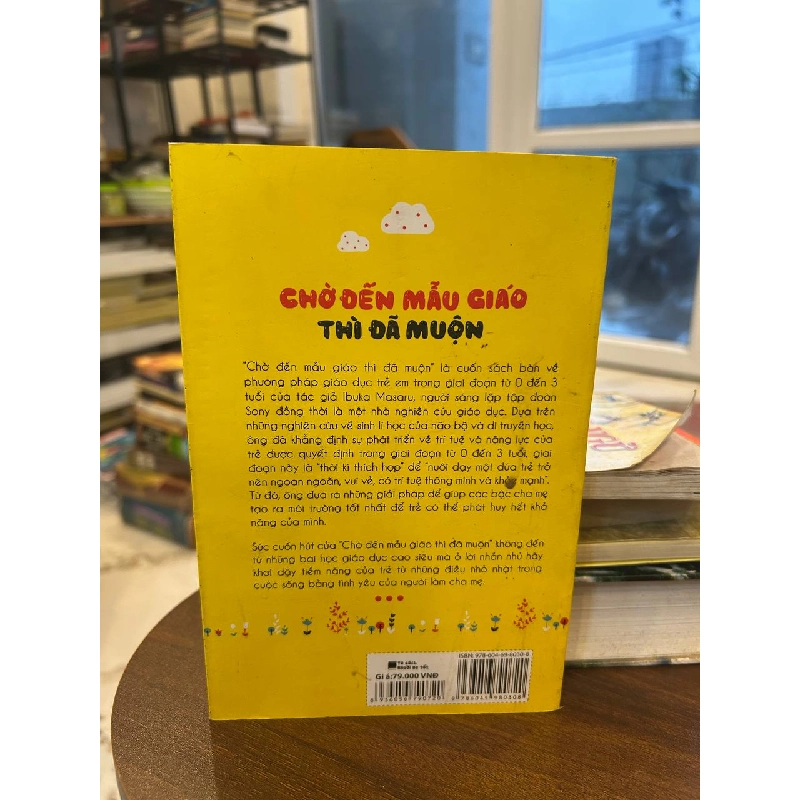 CHỜ ĐẾN MẪU GIÁO
THÌ ĐÃ MUỘN
"Chờ đến mẫu giáo thì đã muộn" là cuốn sách bàn về
phương pháp giáo dục trẻ em trong giai đoạn từ 0 đến 3
tuổi của tác giả Ibuka Masaru, người sáng lập tập đoàn
Sony đồng thời là một nhà nghiên cứu giáo dục. Dựa trên
những nghiên cứu về sinh lí học của não bộ và di truyền học,
ông đã khẳng định sự phát triển về trí tuệ và năng lực của
trẻ được quyết định trong giai đoạn từ 0 đến 3 tuổi, giai
đoạn này là "thời kì thích hợp" để "nuôi dạy một đứa trẻ trở
nên ngoan ngoãn, vui vẻ, có trí tuệ thông minh và khỏe mạnh".
Từ đó, ông đưa ra những giải pháp để giúp các bậc cha mẹ
tạo ra môi trường tốt nhất để trẻ có thể phát huy hết khả
năng của mình.
Sức cuốn hút của "Chờ đến mẫu giáo thì đã muộn" không đến
từ những bài học giáo dục cao siêu mà ở lời nhắn nhủ hãy
khơi dậy tiềm năng của trẻ từ những điều nhỏ nhặt trong
cuộc sống bằng tình yêu của người làm cha mẹ.
TỦ SÁCH
NGƯỜI MẸ TỐT
Giá:79.000 VNĐ